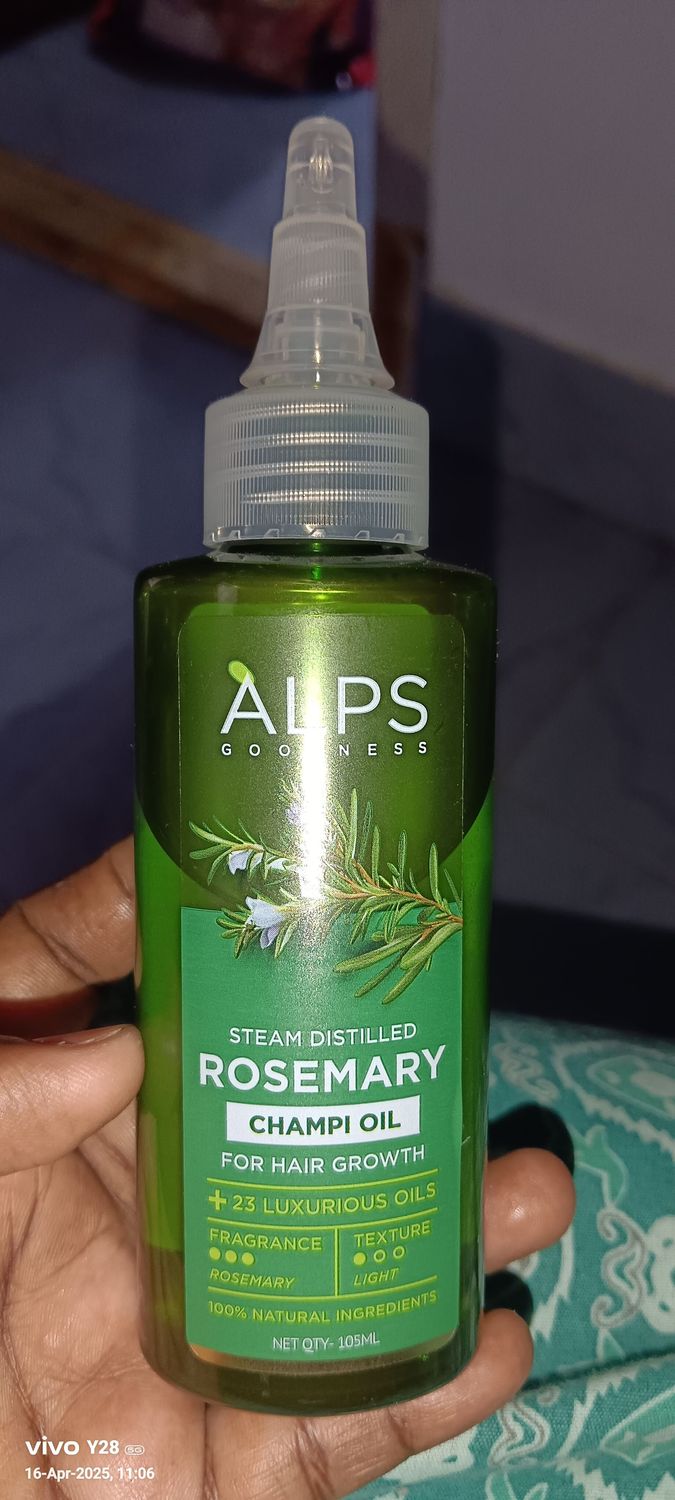 ALPS
GOODNESS
STEAM DISTILLED
ROSEMARY
CHAMPI OIL
FOR HAIR GROWTH
+ 23 LUXURIOUS OILS
FRAGRANCE
ROSEMARY
TEXTURE
LIGHT
100% NATURAL INGREDIENTS
NET QTY- 105ML
vivo Y28 5G
16-Apr-2025, 11:06